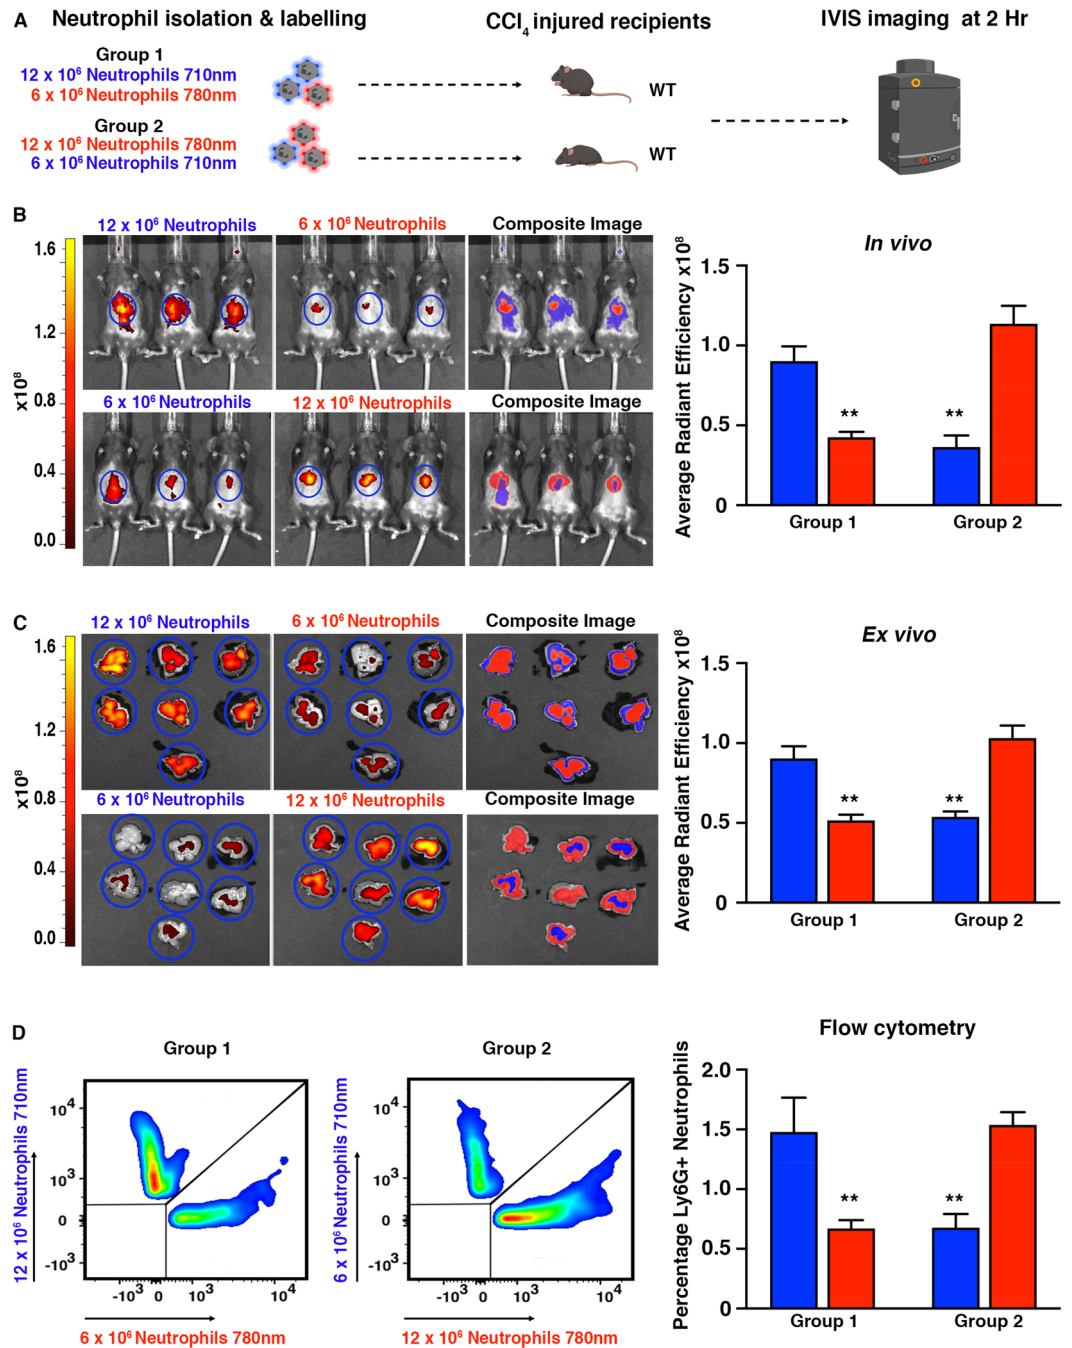 A
Neutrophil isolation & labelling
CCl4 injured recipients
IVIS imaging at 2 Hr
Group 1
12 x 10⁶ Neutrophils 710nm
6 x 10⁶ Neutrophils 780nm
WT
Group 2
12 x 10⁶ Neutrophils 780nm
6 x 10⁶ Neutrophils 710nm
WT
B
12 x 10⁶ Neutrophils
6 x 10⁶ Neutrophils
Composite Image
In vivo
1.6
1.2
0.8
0.4
0.0
x10⁸
6 x 10⁶ Neutrophils
12 x 10⁶ Neutrophils
Composite Image
Average Radiant Efficiency x10⁸
1.5
1.0
0.5
0
**
**
Group 1
Group 2
C
12 x 10⁶ Neutrophils
6 x 10⁶ Neutrophils
Composite Image
Ex vivo
1.6
1.2
0.8
0.4
0.0
x10⁸
6 x 10⁶ Neutrophils
12 x 10⁶ Neutrophils
Composite Image
Average Radiant Efficiency x10⁸
1.5
1.0
0.5
0
**
**
Group 1
Group 2
D
Group 1
12 x 10⁶ Neutrophils 710nm
10⁴
10³
0
-10³
-10³ 0 10³ 10⁴
6 x 10⁶ Neutrophils 780nm
Group 2
6 x 10⁶ Neutrophils 710nm
10⁴
10³
0
-10³
-10³ 0 10³ 10⁴
12 x 10⁶ Neutrophils 780nm
Flow cytometry
Percentage Ly6G+ Neutrophils
2.0
1.5
1.0
0.5
0
**
**
Group 1
Group 2